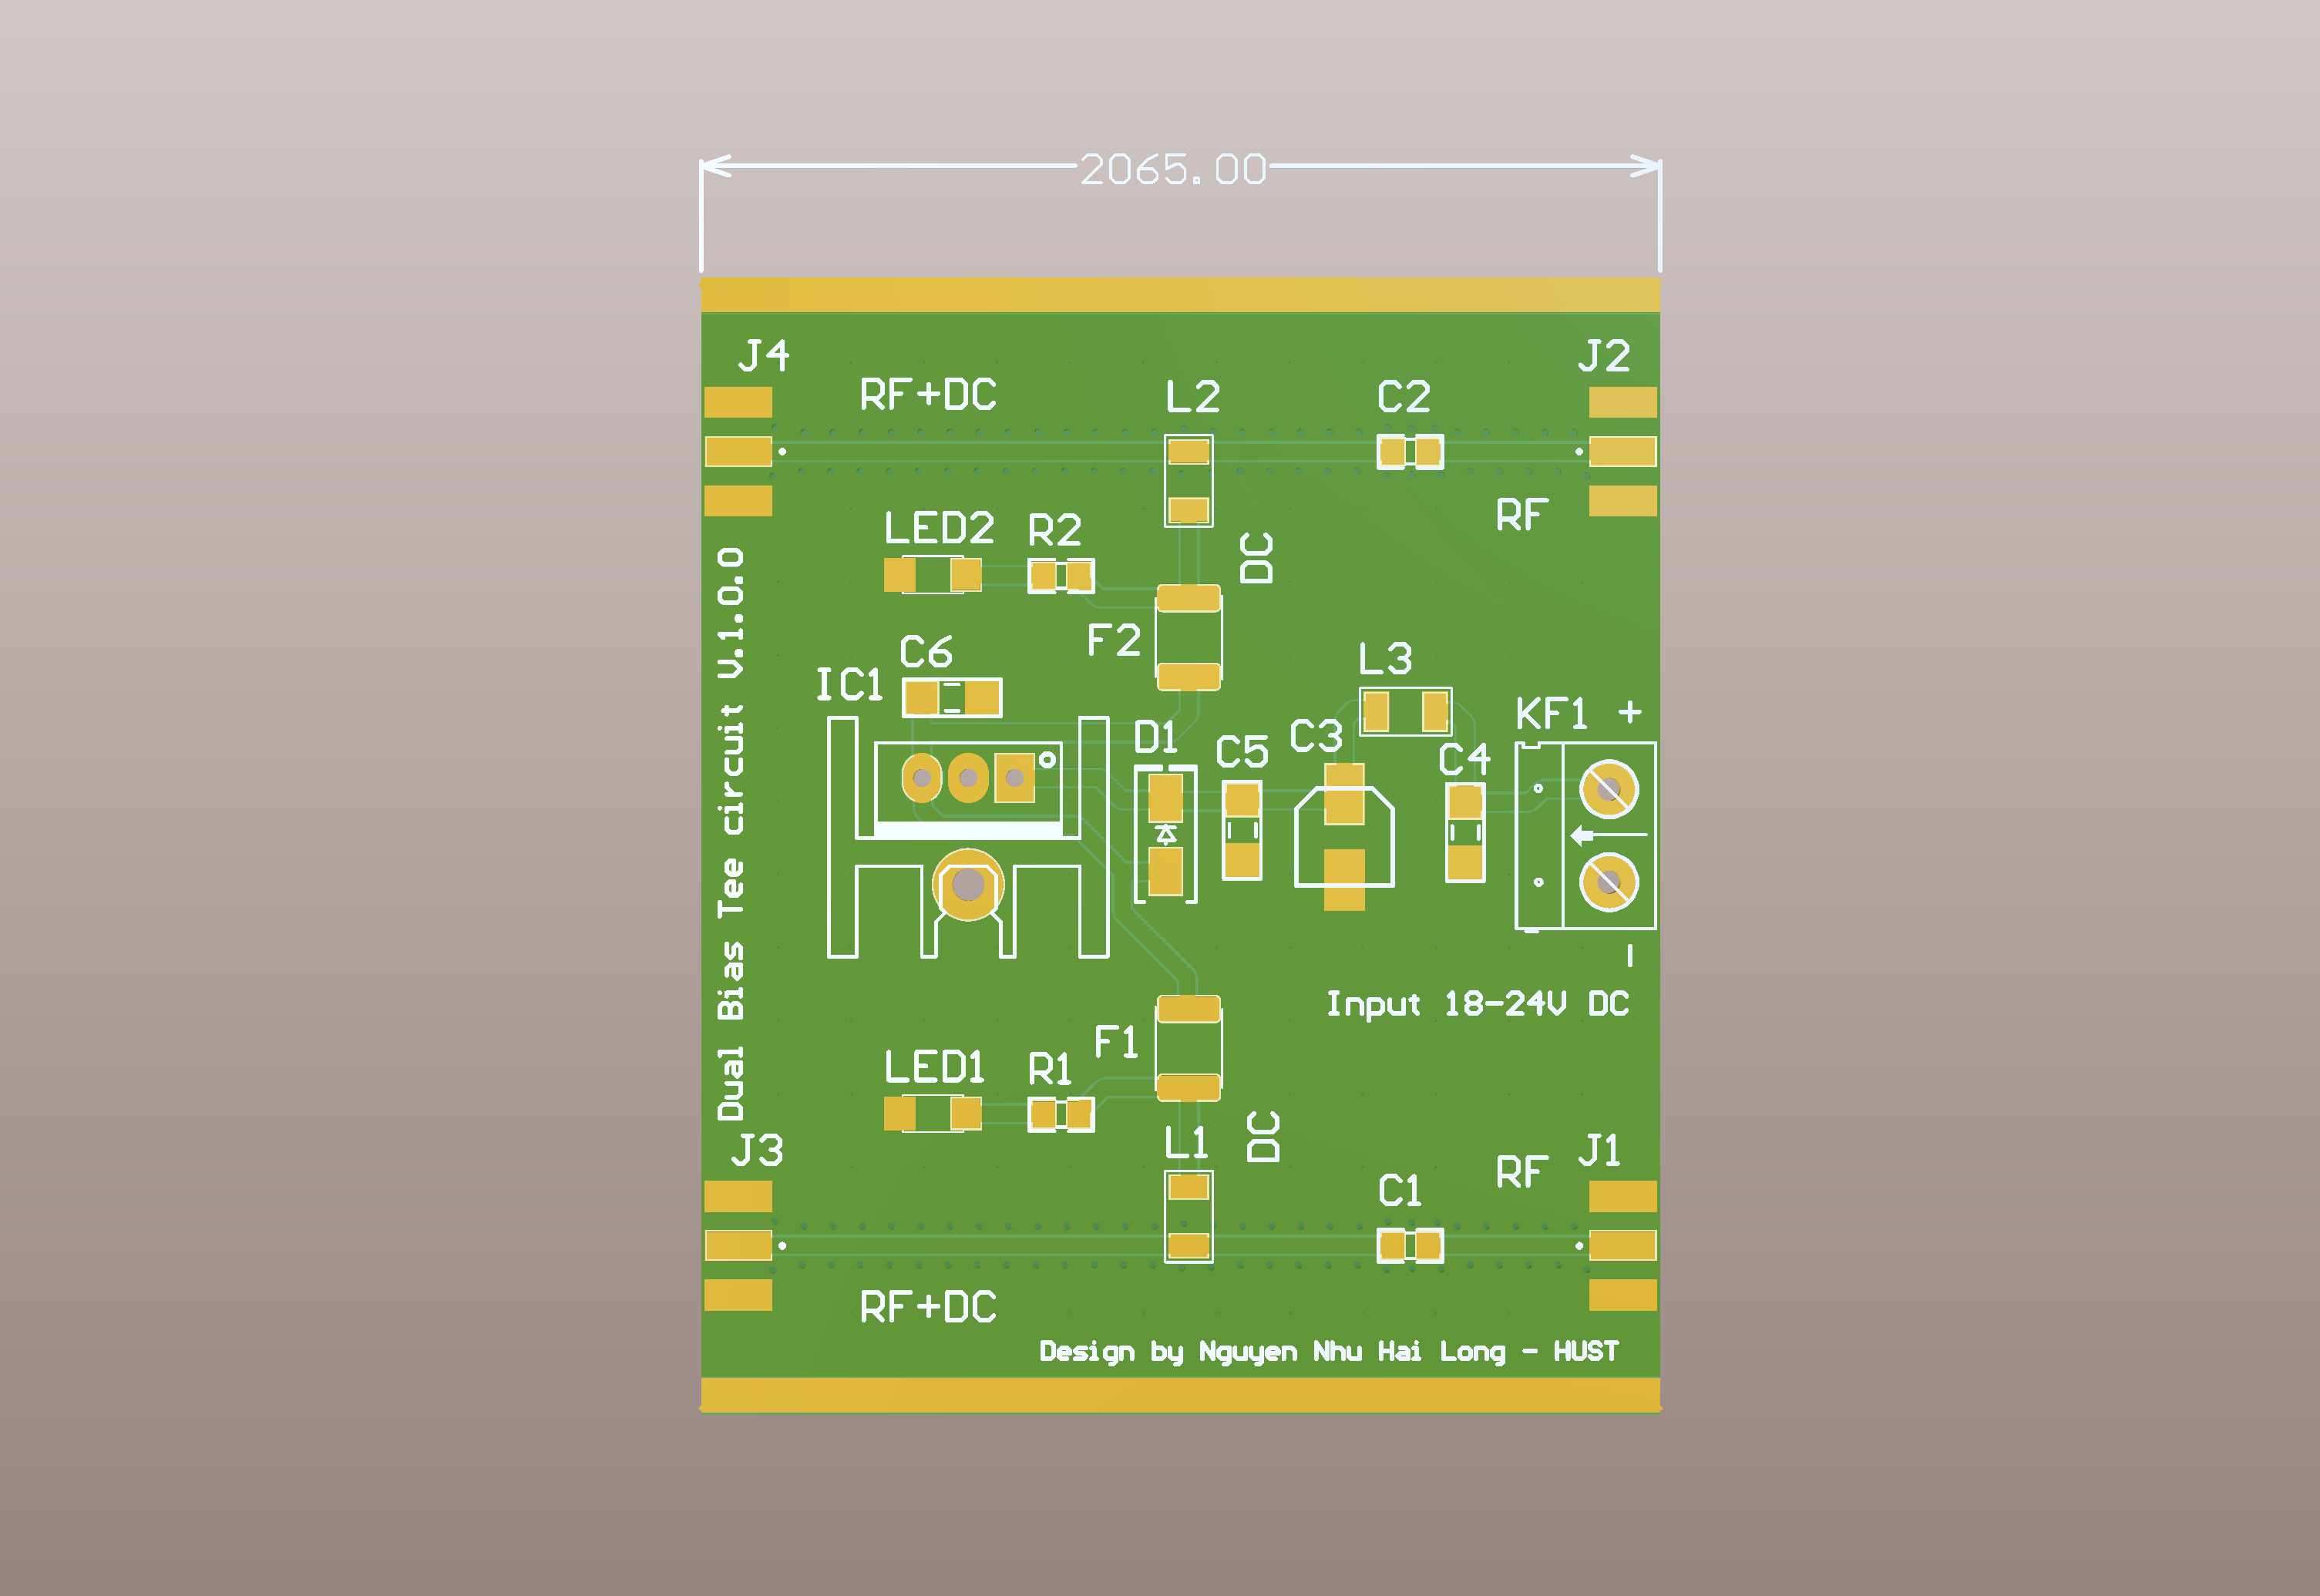 2065.00
J4
J2
RF+DC
L2
C2
RF
LED2
R2
DC
F2
C6
L3
IC1
KF1 +
D1
C5
C3
C4
Dual Bias Tee circuit V.1.0.0
-
Input 18-24V DC
F1
LED1
R1
L1
DC
J3
J1
RF
C1
RF+DC
Design by Nguyen Nhu Hai Long - HUST